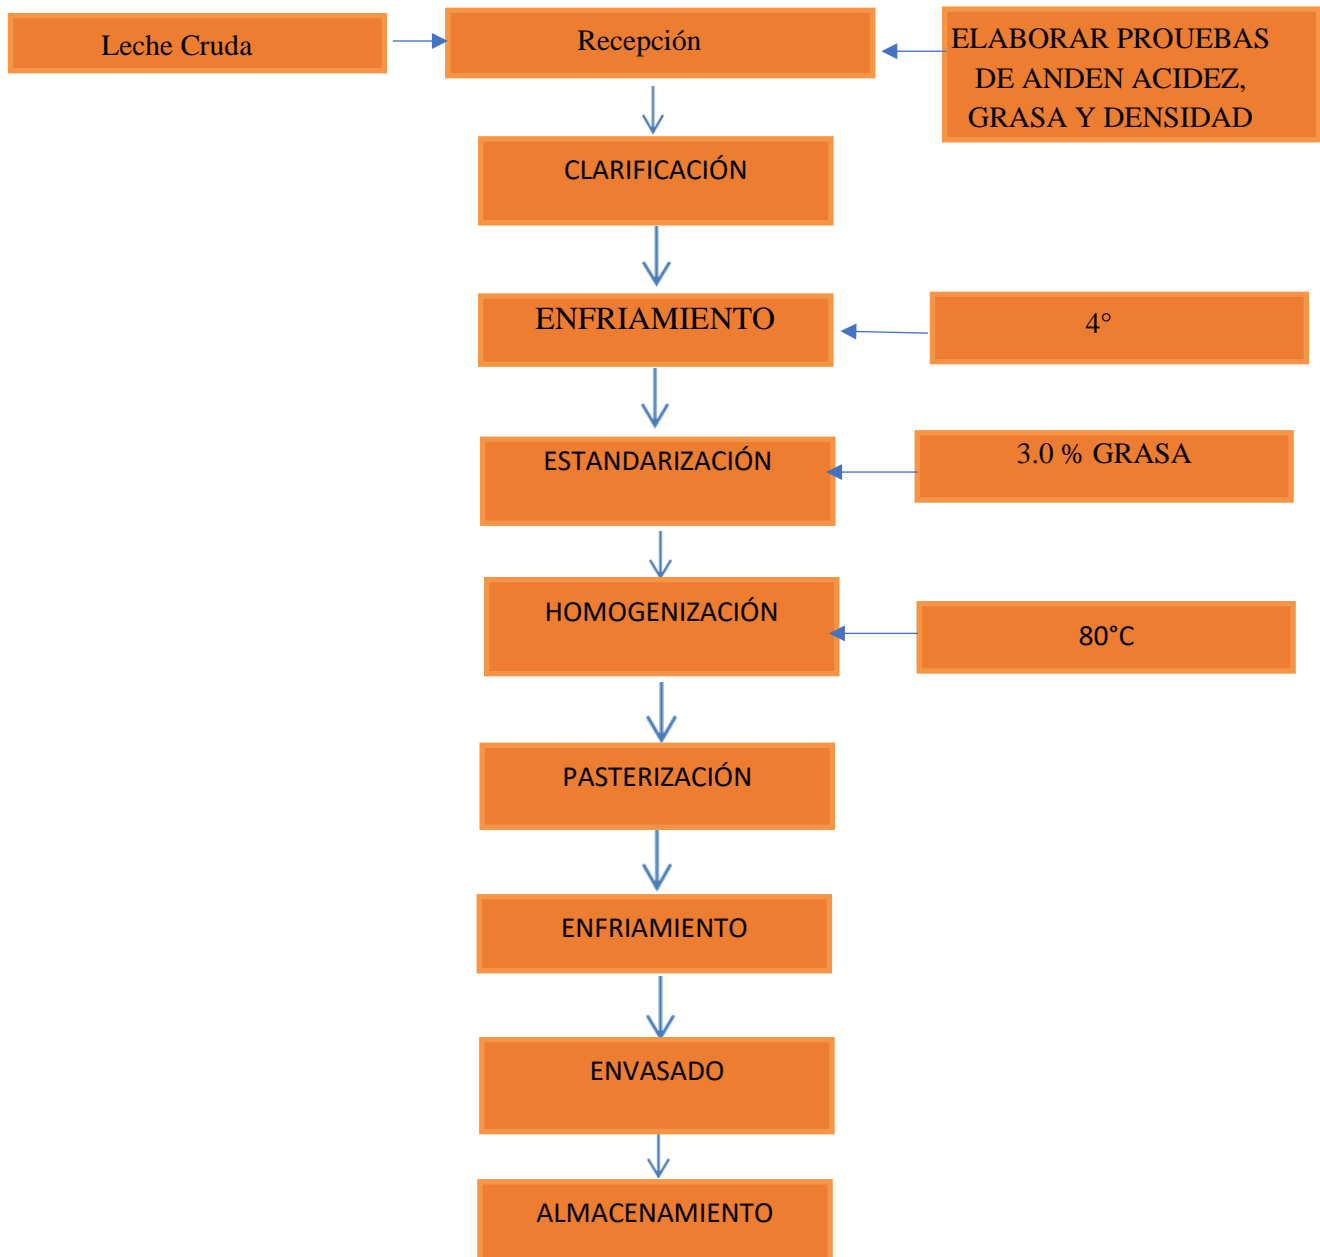 Leche Cruda
Recepción
ELABORAR PROUEBAS
DE ANDEN ACIDEZ,
GRASA Y DENSIDAD
CLARIFICACIÓN
ENFRIAMIENTO
4°
ESTANDARIZACIÓN
3.0 % GRASA
HOMOGENIZACIÓN
80°C
PASTERIZACIÓN
ENFRIAMIENTO
ENVASADO
ALMACENAMIENTO